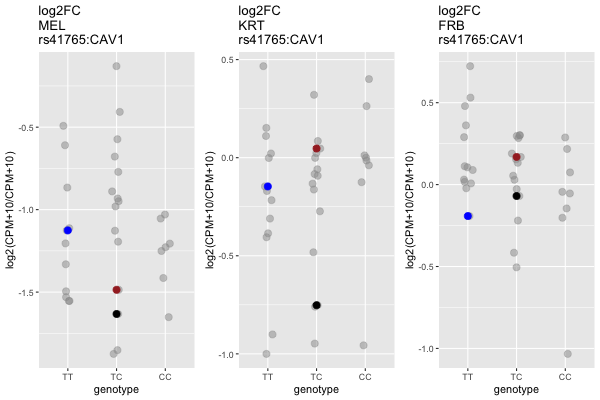 log2FC
MEL
rs41765:CAV1
log2(CPM+10/CPM+10)
-0.5
-1.0
-1.5
TT TC CC
genotype
log2FC
KRT
rs41765:CAV1
log2(CPM+10/CPM+10)
0.5
0.0
-0.5
-1.0
TT TC CC
genotype
log2FC
FRB
rs41765:CAV1
log2(CPM+10/CPM+10)
0.5
0.0
-0.5
-1.0
TT TC CC
genotype